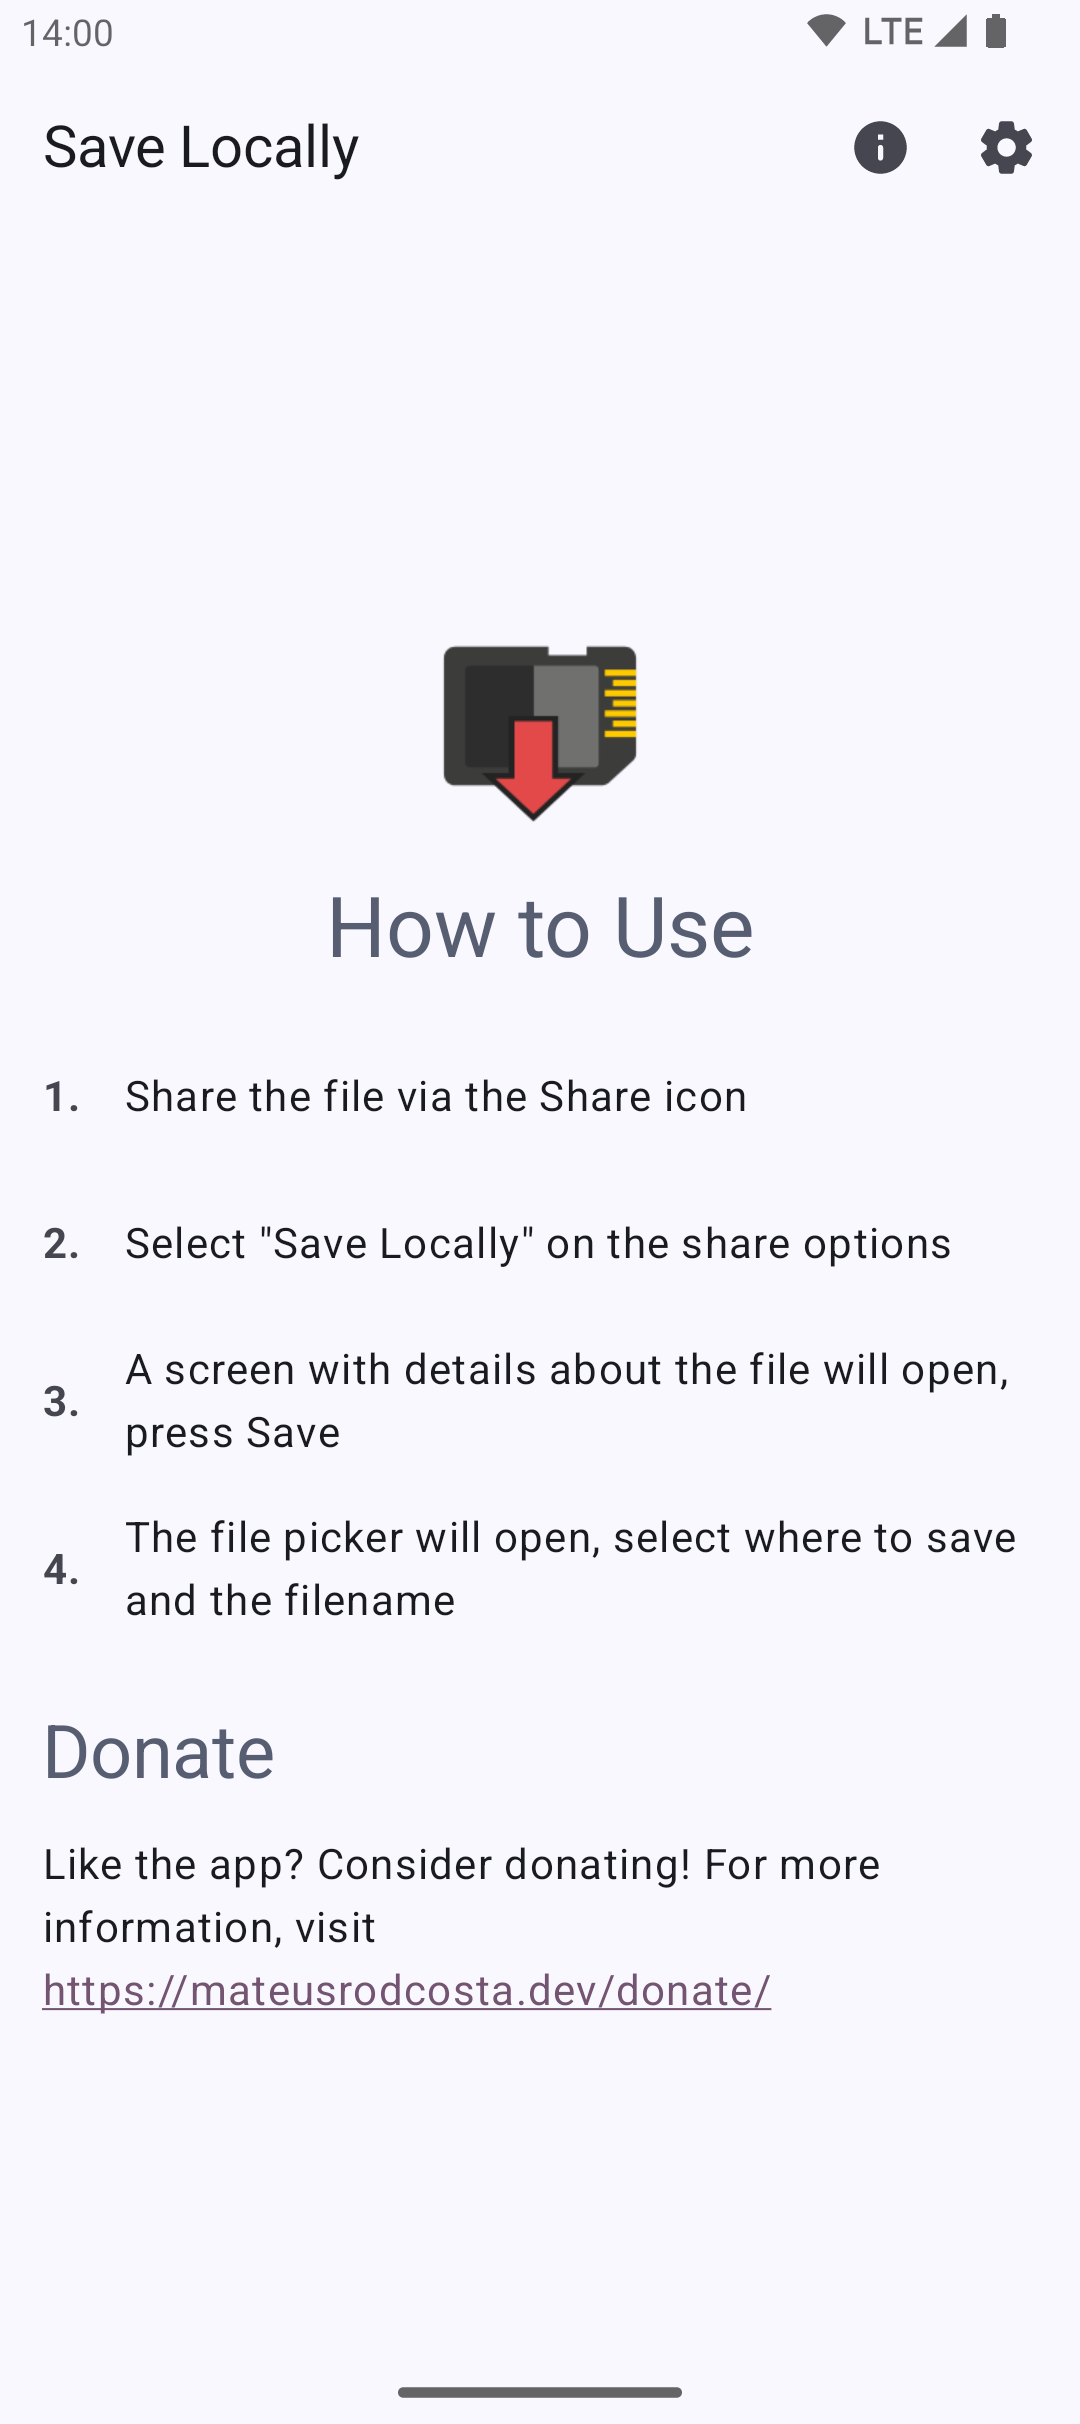 14:00
LTE
Save Locally
How to Use
1. Share the file via the Share icon
2. Select "Save Locally" on the share options
3. A screen with details about the file will open,
press Save
4. The file picker will open, select where to save
and the filename
Donate
Like the app? Consider donating! For more
information, visit
https://mateusrodcosta.dev/donate/